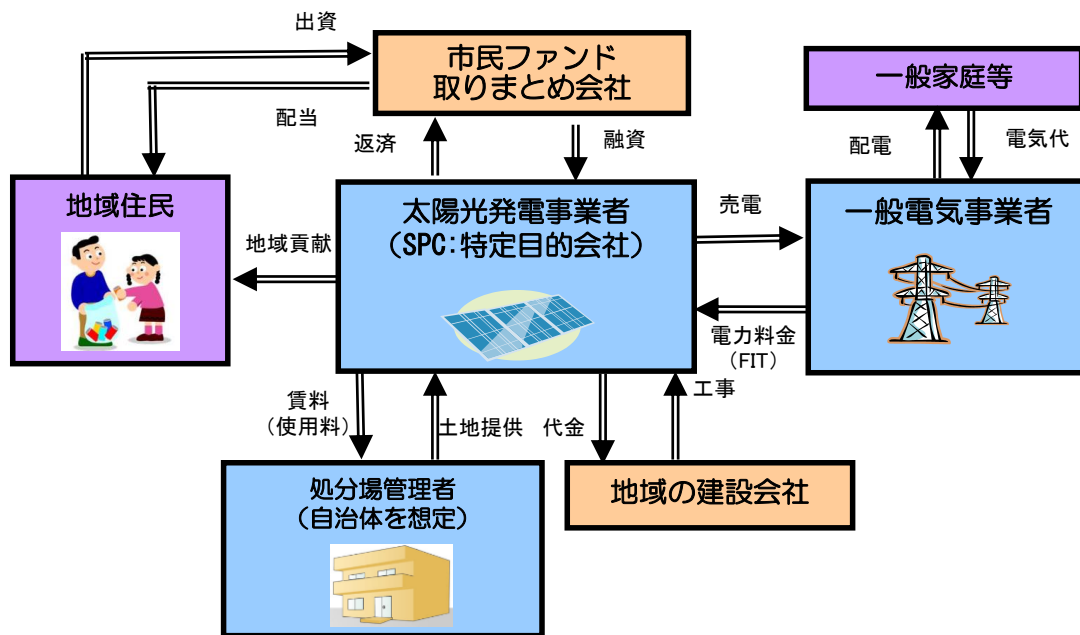 出資
市民ファンド
取りまとめ会社
一般家庭等
配当
返済
融資
配電
電気代
地域住民
太陽光発電事業者
(SPC:特定目的会社)
売電
一般電気事業者
地域貢献
電力料金
(FIT)
賃料
(使用料)
土地提供
代金
工事
処分場管理者
(自治体を想定)
地域の建設会社